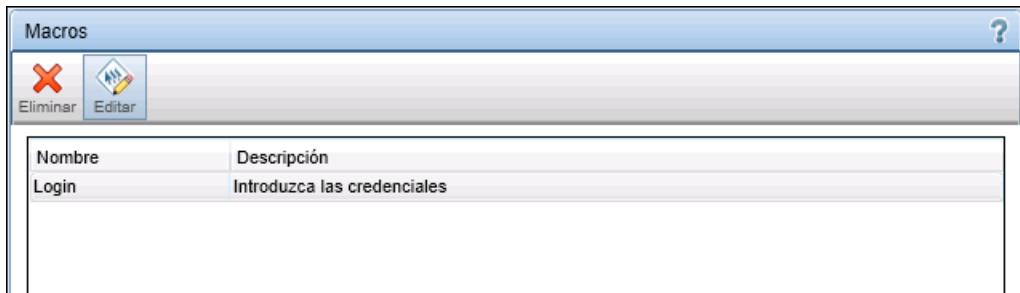 Macros
?
Eliminar Editar
Nombre Descripción
Login Introduzca las credenciales